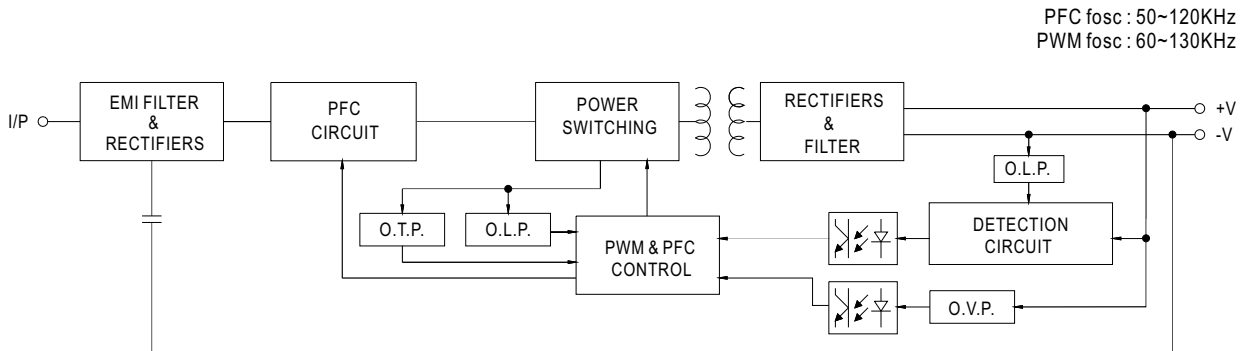 PFC fosc : 50~120KHz
PWM fosc : 60~130KHz
I/P
EMI FILTER
&
RECTIFIERS
PFC
CIRCUIT
POWER
SWITCHING
RECTIFIERS
&
FILTER
+V
-V
O.L.P.
O.T.P.
O.L.P.
PWM & PFC
CONTROL
DETECTION
CIRCUIT
O.V.P.